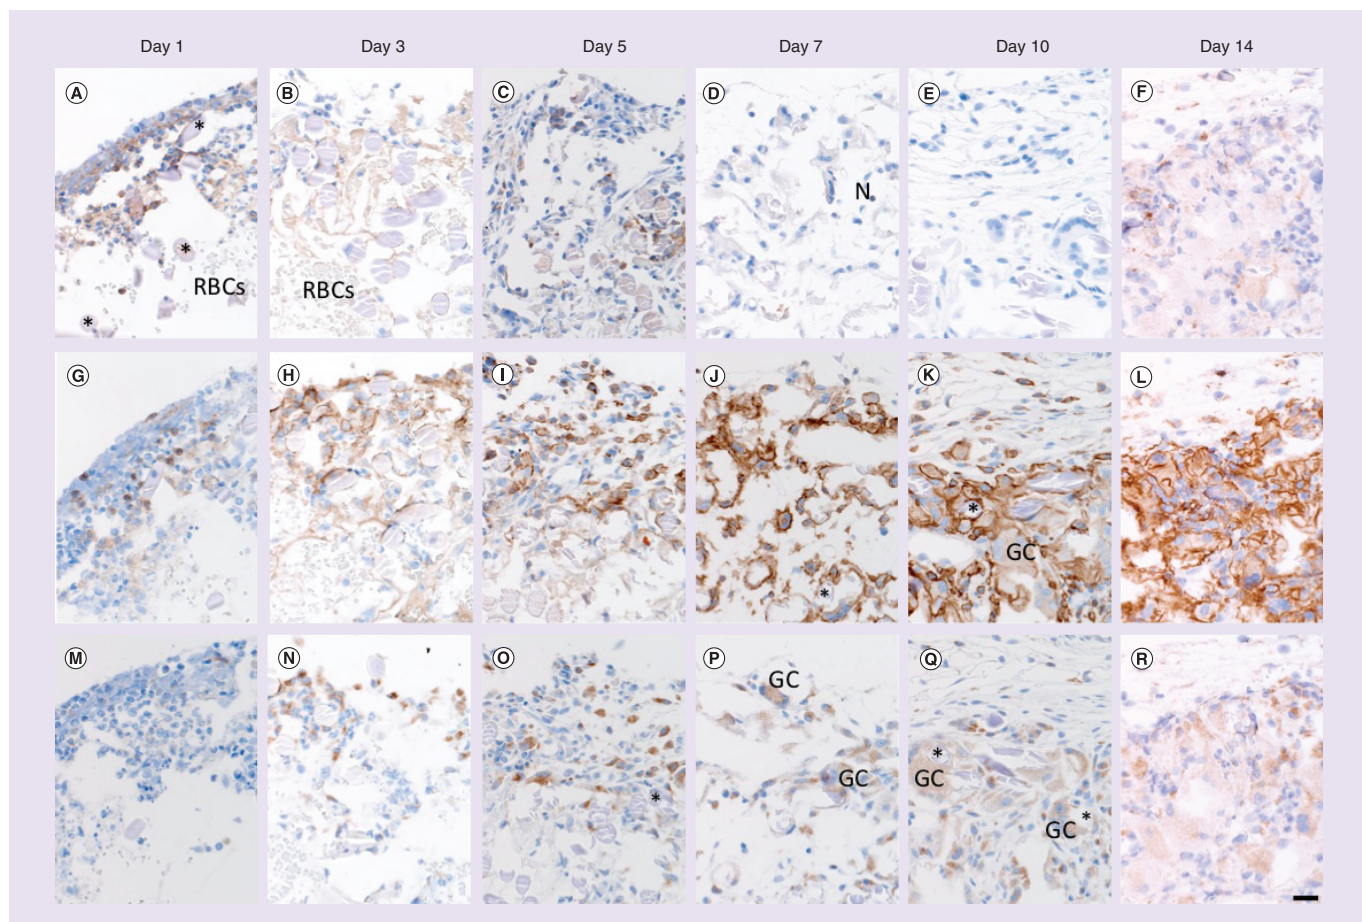 Day 1 Day 3 Day 5 Day 7 Day 10 Day 14
A B C D E F
*
N
*
RBCs RBCs
*
G H I J K L
*
GC
*
M N O P Q R
GC
*
GC GC
*
*
GC